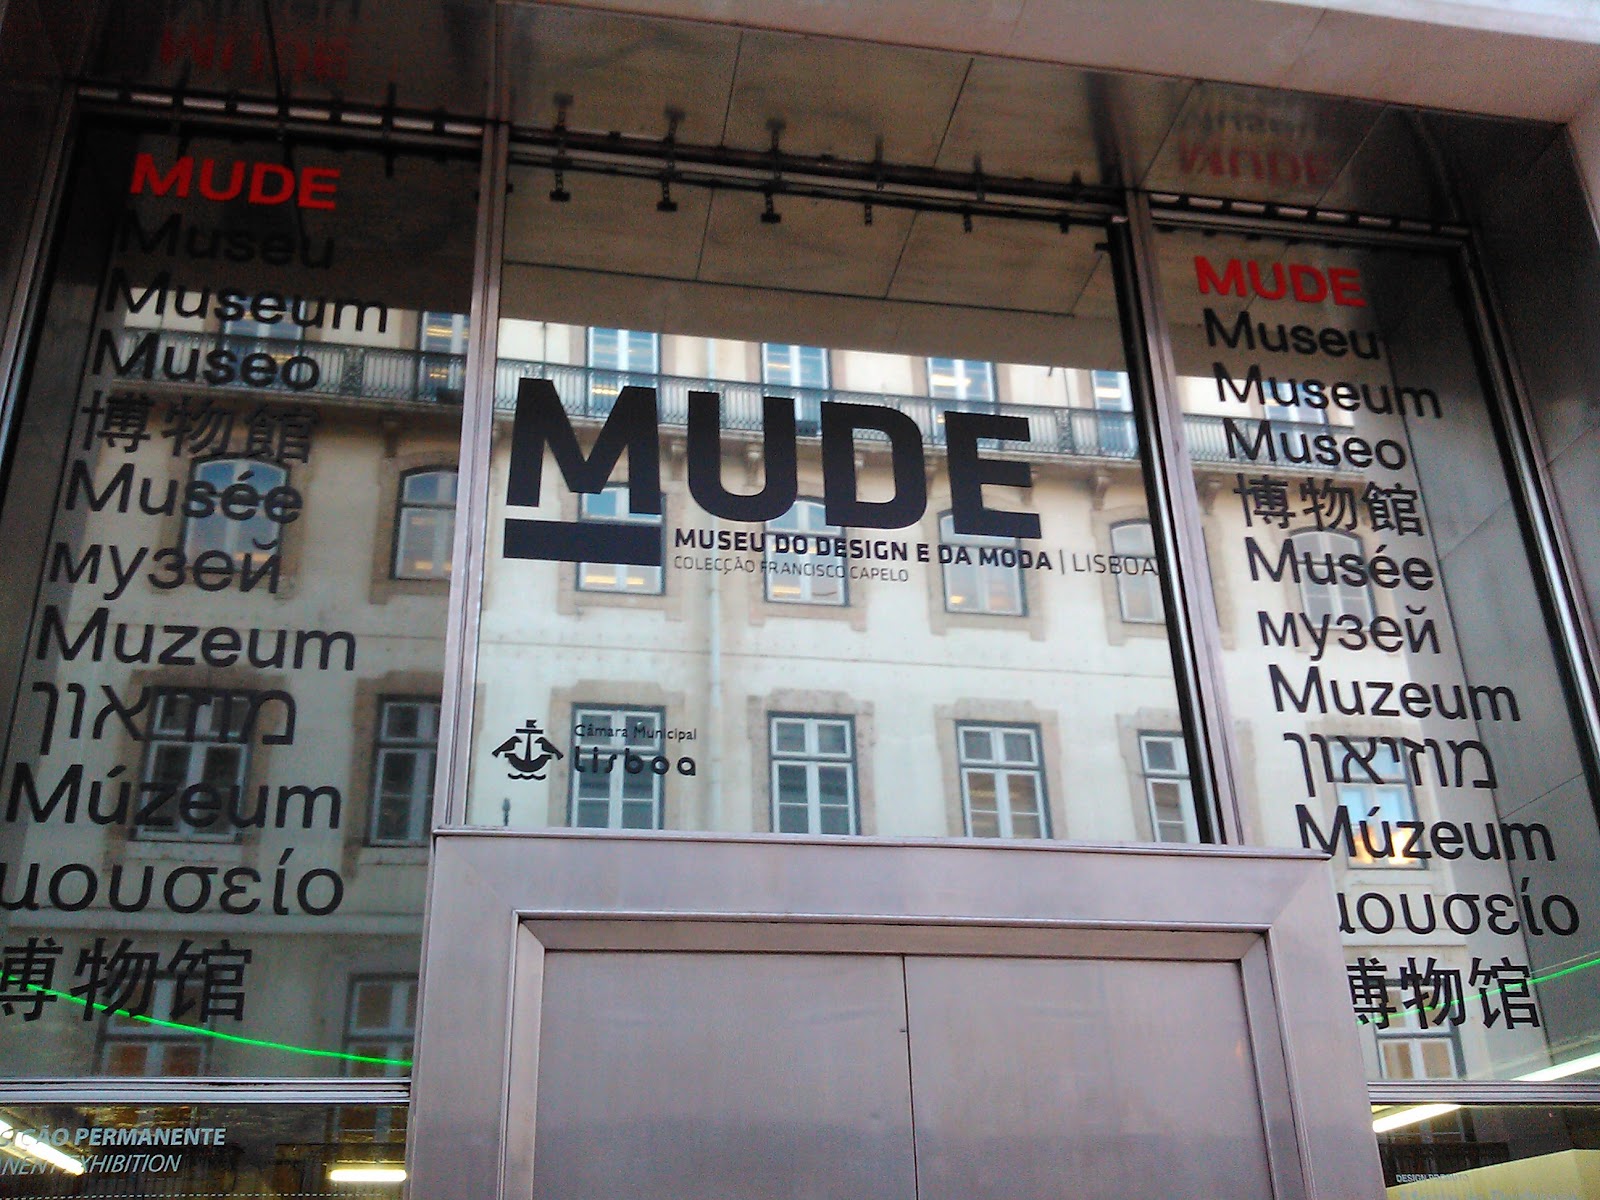 MUDE
Museu
Museum
Museo
博物館
Musée
музей
Muzeum
מוזיאון
Múzeum
μουσείο
博物馆
MUDE
MUSEU DO DESIGN E DA MODA | LISBOA
COLECÇÃO FRANCISCO CAPELO
Câmara Municipal
Lisboa
MUDE
Museu
Museum
Museo
博物館
Musée
музей
Muzeum
מוזיאון
Múzeum
μουσείο
博物馆
PERMANENTE
EXHIBITION
DESIGN